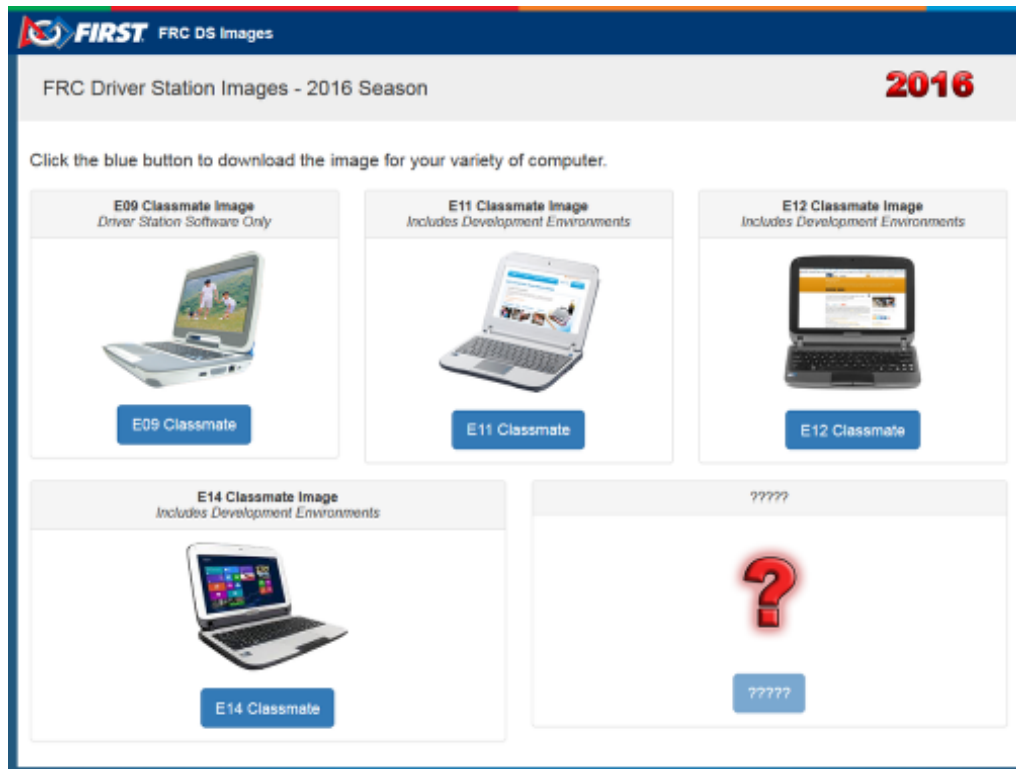 FIRST FRC DS Images
FRC Driver Station Images - 2016 Season
2016
Click the blue button to download the image for your variety of computer.
E09 Classmate Image
Driver Station Software Only
E09 Classmate
E11 Classmate Image
Includes Development Environments
E11 Classmate
E12 Classmate Image
Includes Development Environments
E12 Classmate
E14 Classmate Image
Includes Development Environments
E14 Classmate
?????
?
?????